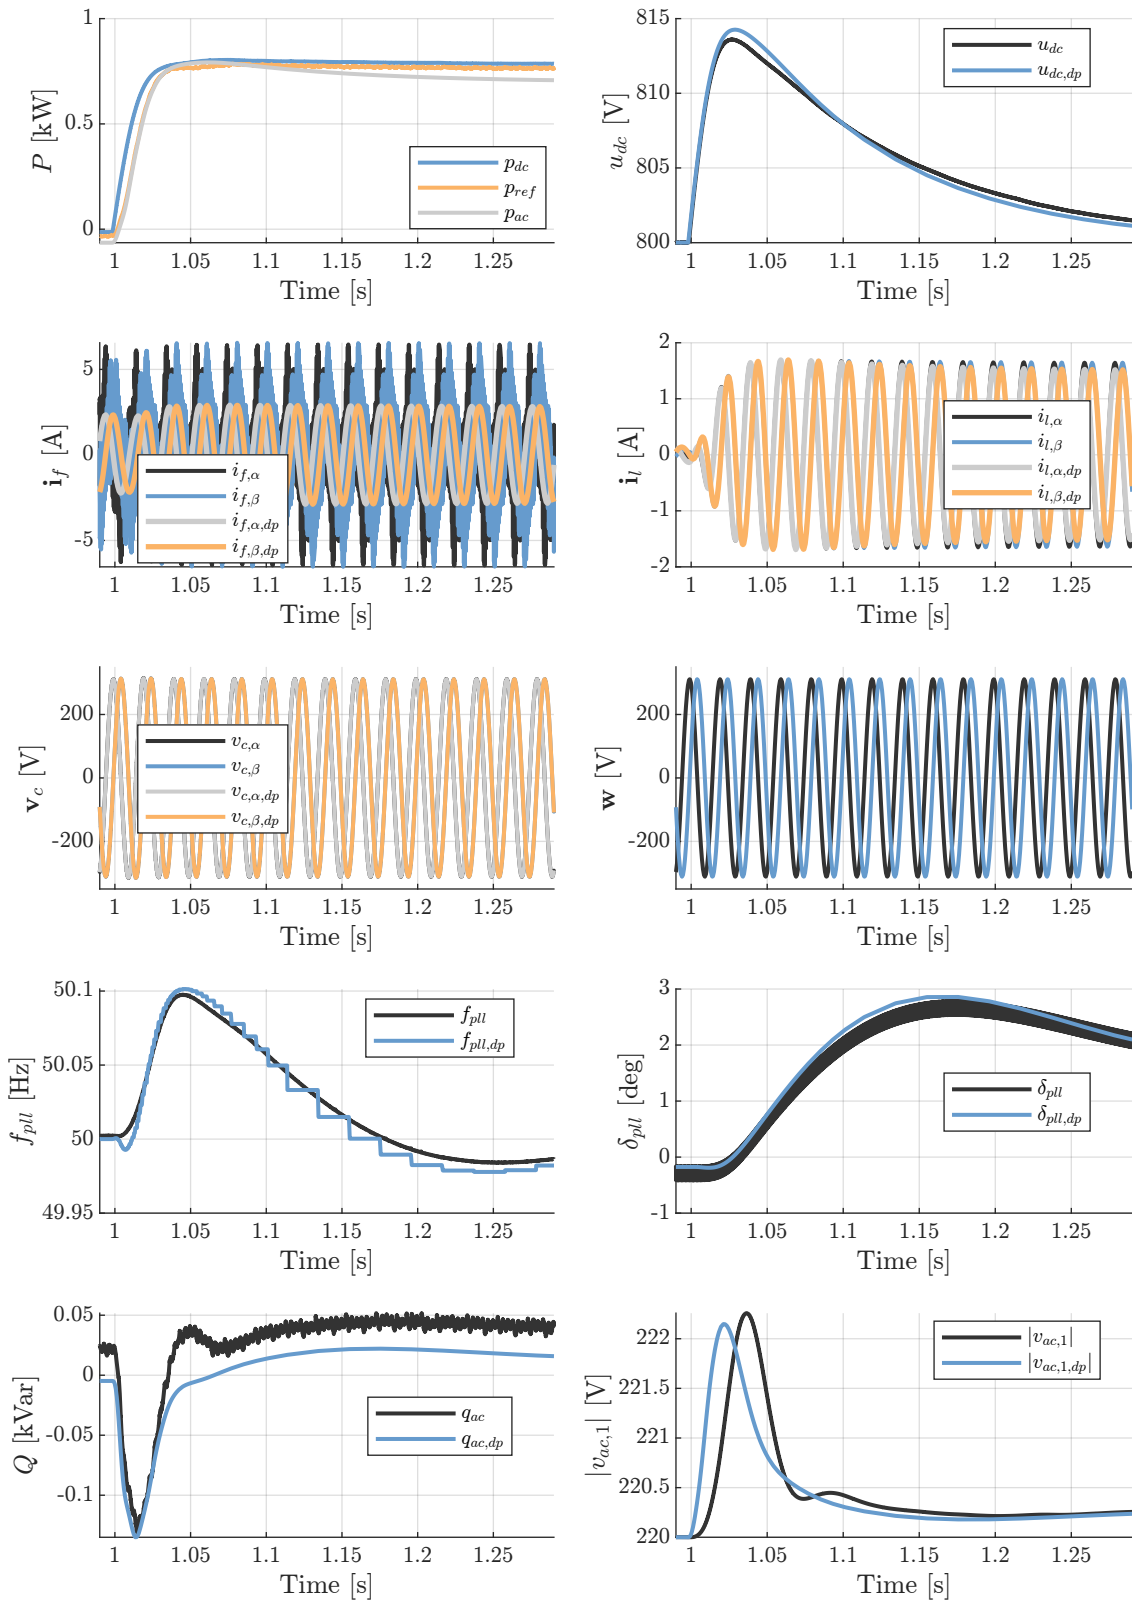 P [kW]
1
0.5
0
p_dc
p_ref
p_ac
1 1.05 1.1 1.15 1.2 1.25
Time [s]
u_dc [V]
815
810
805
800
u_dc
u_dc,dp
1 1.05 1.1 1.15 1.2 1.25
Time [s]
i_f [A]
5
0
-5
i_f,α
i_f,β
i_f,α,dp
i_f,β,dp
1 1.05 1.1 1.15 1.2 1.25
Time [s]
i_l [A]
2
1
0
-1
-2
i_l,α
i_l,β
i_l,α,dp
i_l,β,dp
1 1.05 1.1 1.15 1.2 1.25
Time [s]
v_c [V]
200
0
-200
v_c,α
v_c,β
v_c,α,dp
v_c,β,dp
1 1.05 1.1 1.15 1.2 1.25
Time [s]
w [V]
200
0
-200
1 1.05 1.1 1.15 1.2 1.25
Time [s]
f_pll [Hz]
50.1
50.05
50
49.95
f_pll
f_pll,dp
1 1.05 1.1 1.15 1.2 1.25
Time [s]
δ_pll [deg]
3
2
1
0
-1
δ_pll
δ_pll,dp
1 1.05 1.1 1.15 1.2 1.25
Time [s]
Q [kVar]
0.05
0
-0.05
-0.1
q_ac
q_ac,dp
1 1.05 1.1 1.15 1.2 1.25
Time [s]
|v_ac,1| [V]
222
221.5
221
220.5
220
|v_ac,1|
|v_ac,1,dp|
1 1.05 1.1 1.15 1.2 1.25
Time [s]